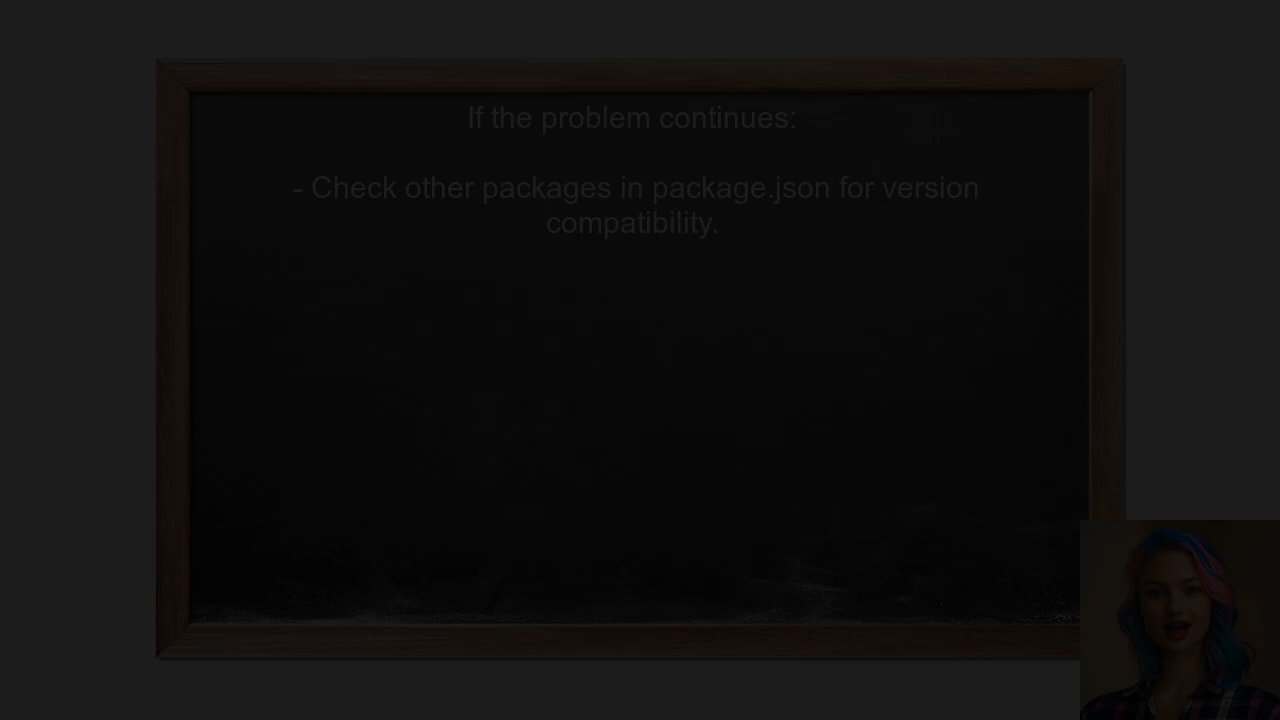 If the problem continues:
- Check other packages in package.json for version
compatibility.